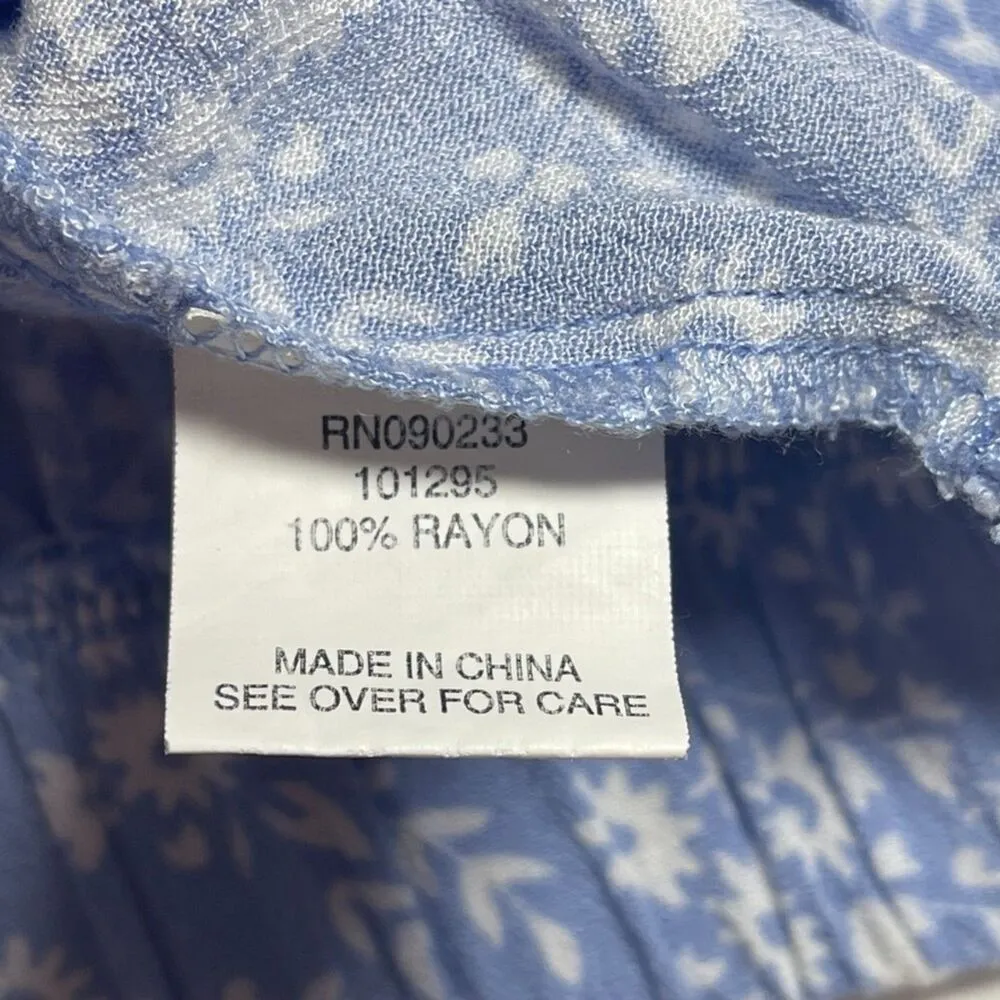 RN090233
101295
100% RAYON
MADE IN CHINA
SEE OVER FOR CARE